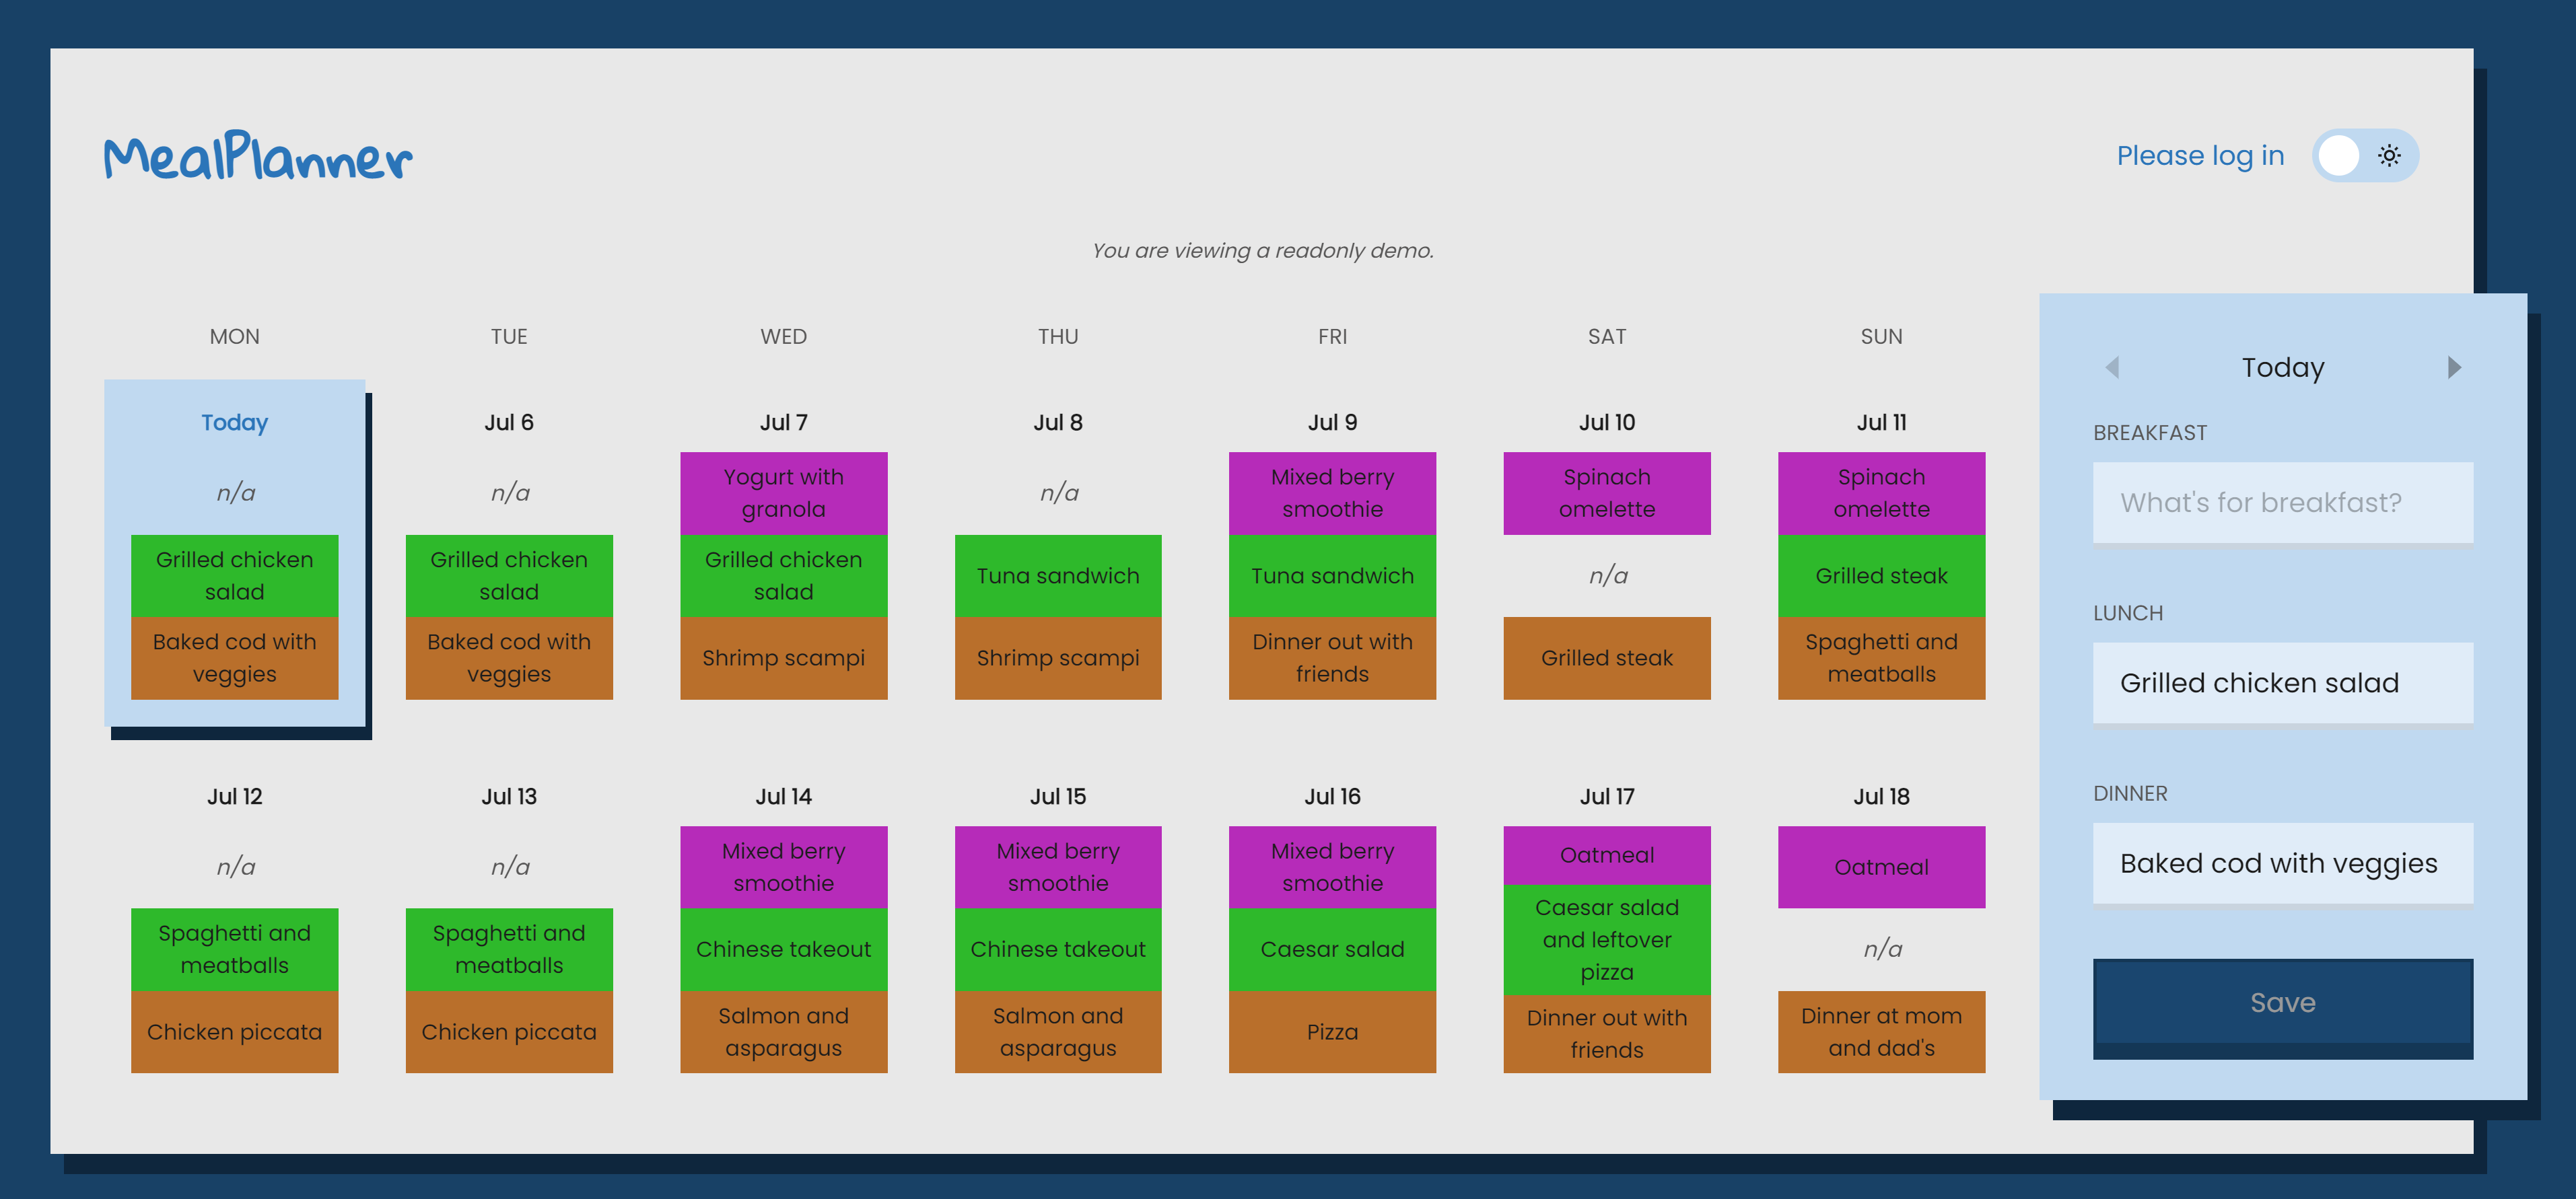 MealPlanner
Please log in
You are viewing a readonly demo.
MON
TUE
WED
THU
FRI
SAT
SUN
Today
n/a
Grilled chicken
salad
Baked cod with
veggies
Jul 6
n/a
Grilled chicken
salad
Baked cod with
veggies
Jul 7
Yogurt with
granola
Grilled chicken
salad
Shrimp scampi
Jul 8
n/a
Tuna sandwich
Shrimp scampi
Jul 9
Mixed berry
smoothie
Tuna sandwich
Dinner out with
friends
Jul 10
Spinach
omelette
n/a
Grilled steak
Jul 11
Spinach
omelette
Grilled steak
Spaghetti and
meatballs
Jul 12
n/a
Spaghetti and
meatballs
Chicken piccata
Jul 13
n/a
Spaghetti and
meatballs
Chicken piccata
Jul 14
Mixed berry
smoothie
Chinese takeout
Salmon and
asparagus
Jul 15
Mixed berry
smoothie
Chinese takeout
Salmon and
asparagus
Jul 16
Mixed berry
smoothie
Caesar salad
Pizza
Jul 17
Oatmeal
Caesar salad
and leftover
pizza
Dinner out with
friends
Jul 18
Oatmeal
n/a
Dinner at mom
and dad's
Today
BREAKFAST
What's for breakfast?
LUNCH
Grilled chicken salad
DINNER
Baked cod with veggies
Save